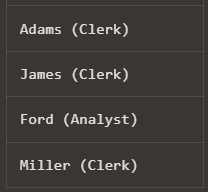 Adams (Clerk)
James (Clerk)
Ford (Analyst)
Miller (Clerk)